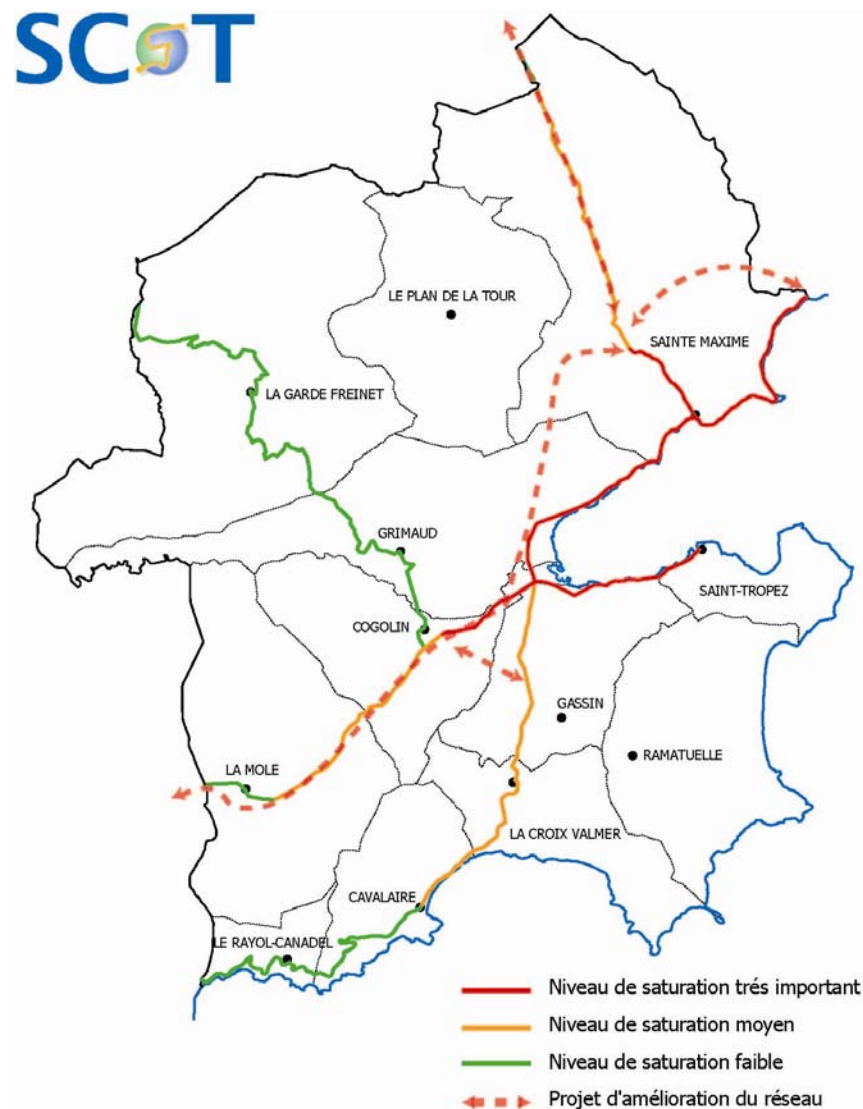 SCOT
LE PLAN DE LA TOUR
SAINTE MAXIME
LA GARDE FREINET
GRIMAUD
SAINT-TROPEZ
COGOLIN
GASSIN
RAMATUELLE
LA MOLE
LA CROIX VALMER
CAVALAIRE
LE RAYOL-CANADEL
Niveau de saturation trés important
Niveau de saturation moyen
Niveau de saturation faible
Projet d'amélioration du réseau